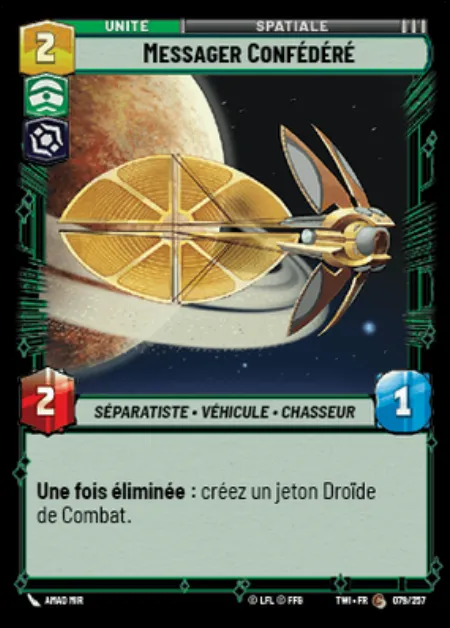 UNITÉ SPATIALE
2 MESSAGER CONFÉDÉRÉ
2 SÉPARATISTE • VÉHICULE • CHASSEUR 1
Une fois éliminée : créez un jeton Droïde
de Combat.
AMAD MIR © LFL © FFG TWI • FR 079/257